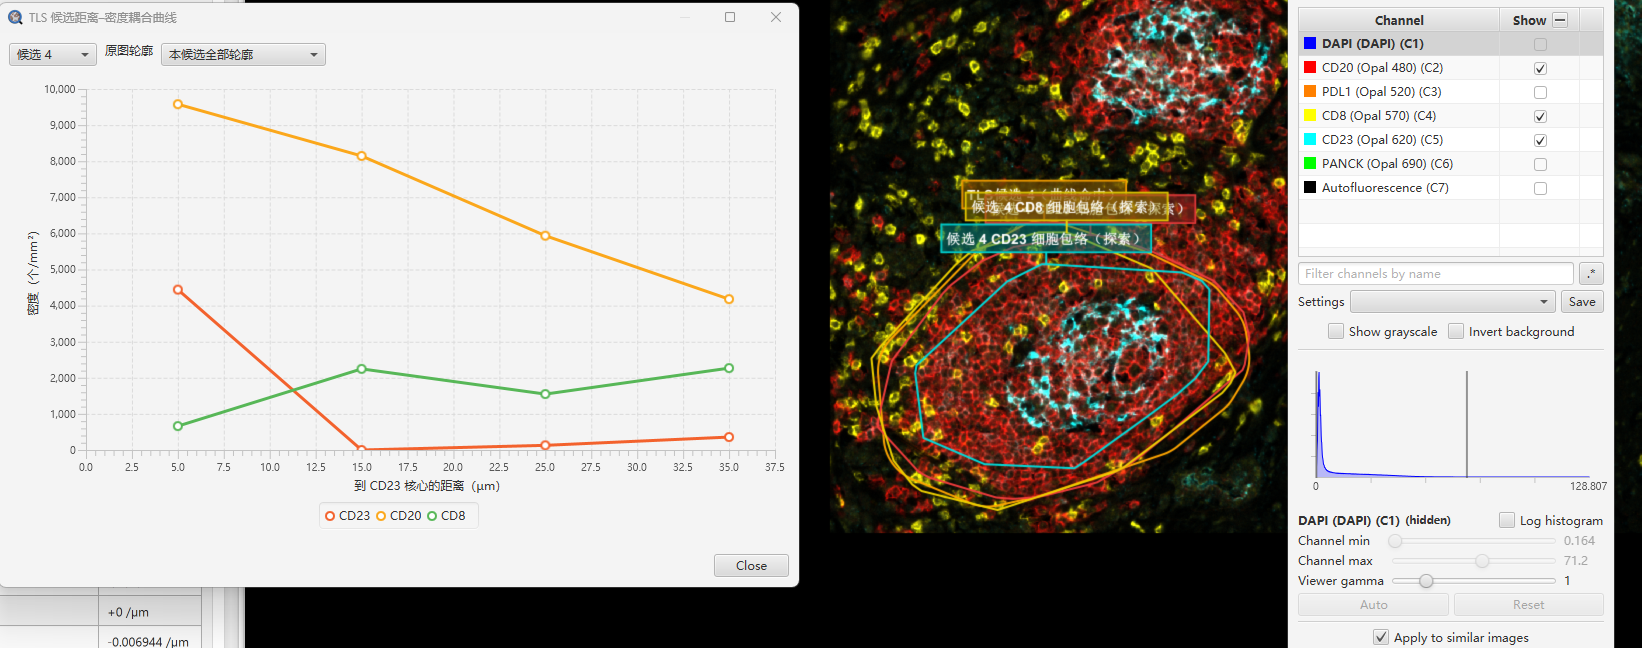 TLS 候选距离–密度耦合曲线
候选 4
原图轮廓
本候选全部轮廓
10,000
9,000
8,000
7,000
6,000
5,000
4,000
3,000
2,000
1,000
0
密度（个/mm²）
0.0 2.5 5.0 7.5 10.0 12.5 15.0 17.5 20.0 22.5 25.0 27.5 30.0 32.5 35.0 37.5
到 CD23 核心的距离（μm）
CD23 CD20 CD8
Close
+0 /μm
-0.006944 /μm
候选 4 CD8 细胞包络（探索）
候选 4 CD23 细胞包络（探索）
Channel Show
DAPI (DAPI) (C1)
CD20 (Opal 480) (C2)
PDL1 (Opal 520) (C3)
CD8 (Opal 570) (C4)
CD23 (Opal 620) (C5)
PANCK (Opal 690) (C6)
Autofluorescence (C7)
Filter channels by name .*
Settings Save
Show grayscale Invert background
0 128.807
DAPI (DAPI) (C1) (hidden) Log histogram
Channel min 0.164
Channel max 71.2
Viewer gamma 1
Auto Reset
Apply to similar images